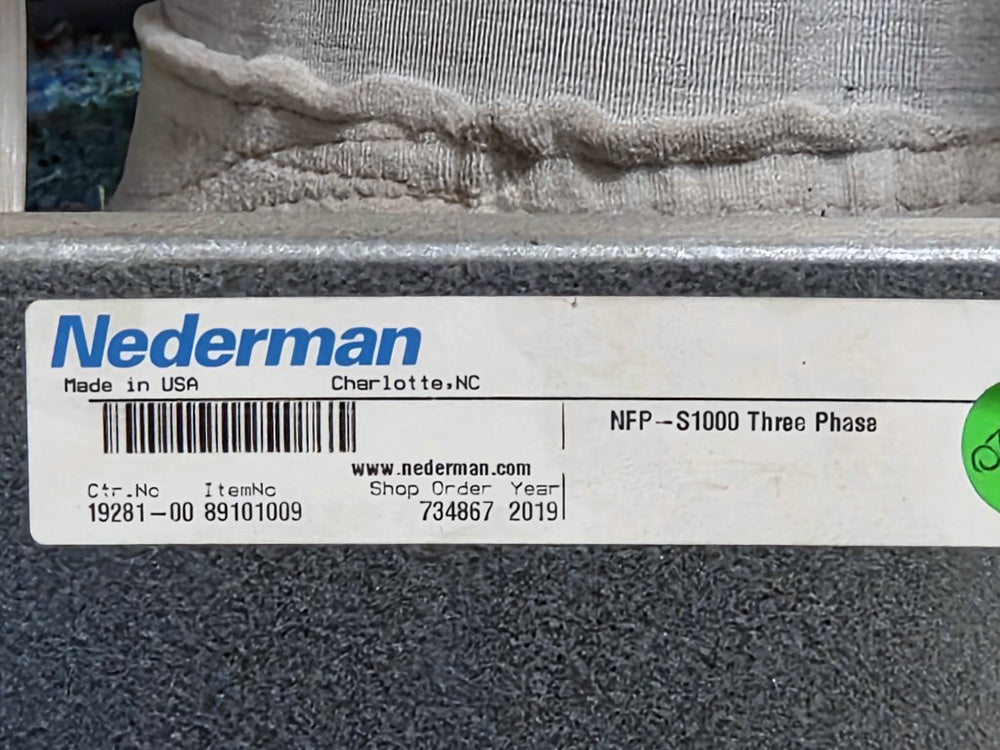 Nederman
Made in USA Charlotte,NC
NFP-S1000 Three Phase
www.nederman.com
Ctr.No ItemNo Shop Order Year
19281-00 89101009 734867 2019